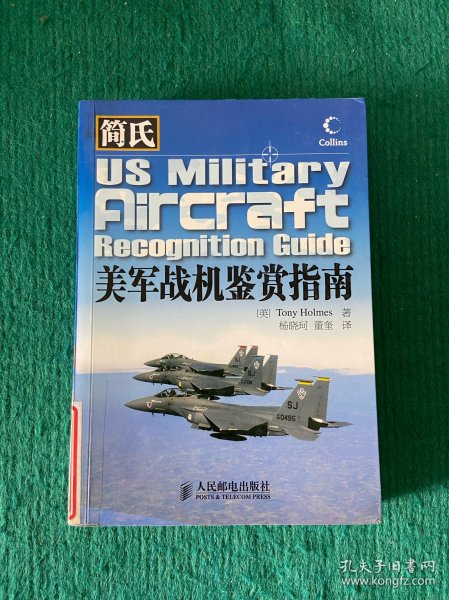 简氏
Collins
US Military
Aircraft
Recognition Guide
美军战机鉴赏指南
[英] Tony Holmes 著
杨晓珂 董奎 译
SJ
SJ
0495
人民邮电出版社
POSTS & TELECOM PRESS
孔夫子旧书网
www.kongfz.com